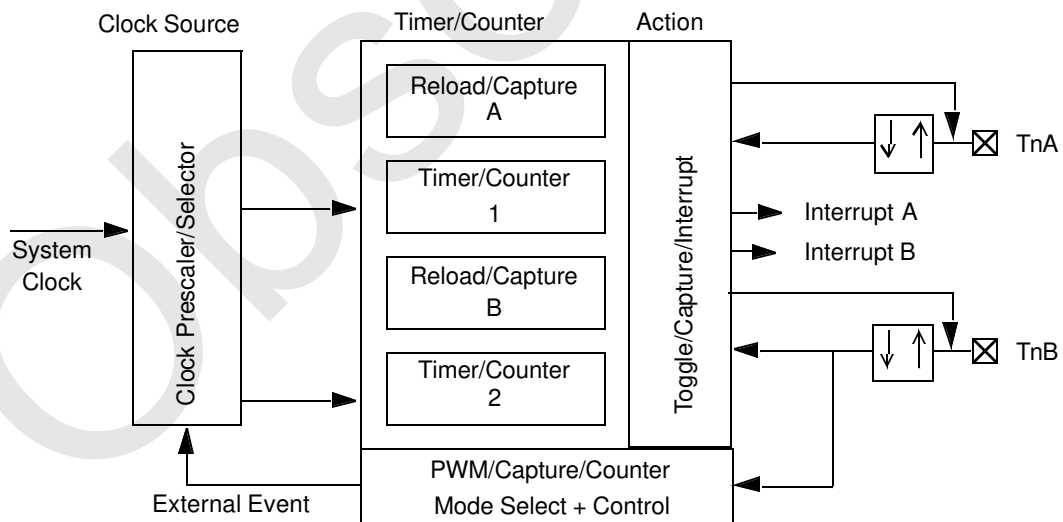 Clock Source
Timer/Counter
Action
Reload/Capture
A
Timer/Counter
1
Reload/Capture
B
Timer/Counter
2
Clock Prescaler/Selector
Toggle/Capture/Interrupt
System
Clock
TnA
Interrupt A
Interrupt B
TnB
PWM/Capture/Counter
Mode Select + Control
External Event